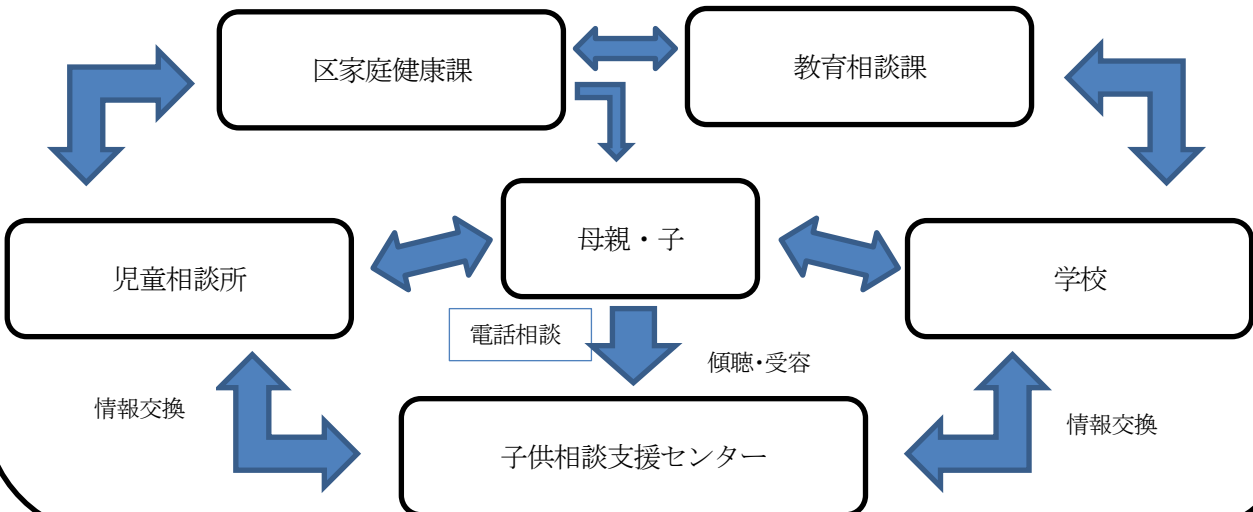 区家庭健康課
教育相談課
母親・子
児童相談所
学校
電話相談
傾聴・受容
情報交換
情報交換
子供相談支援センター